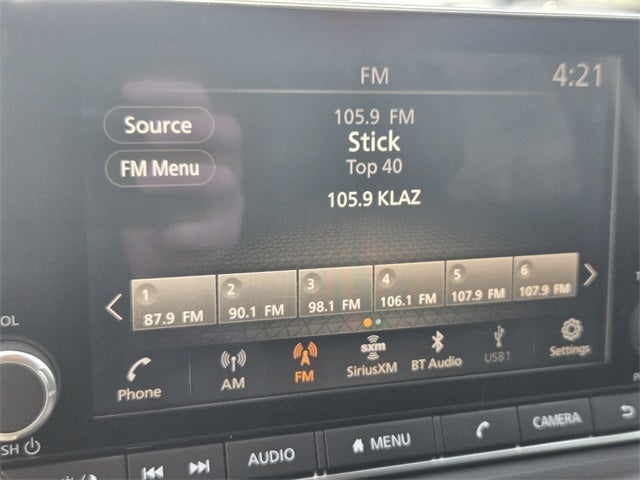 FM
4:21
Source
105.9 FM
Stick
FM Menu
Top 40
105.9 KLAZ
1
87.9 FM
2
90.1 FM
3
98.1 FM
4
106.1 FM
5
107.9 FM
6
107.9 FM
Phone
AM
FM
sxm
SiriusXM
BT Audio
USB1
Settings
OL
SH
AUDIO
MENU
CAMERA